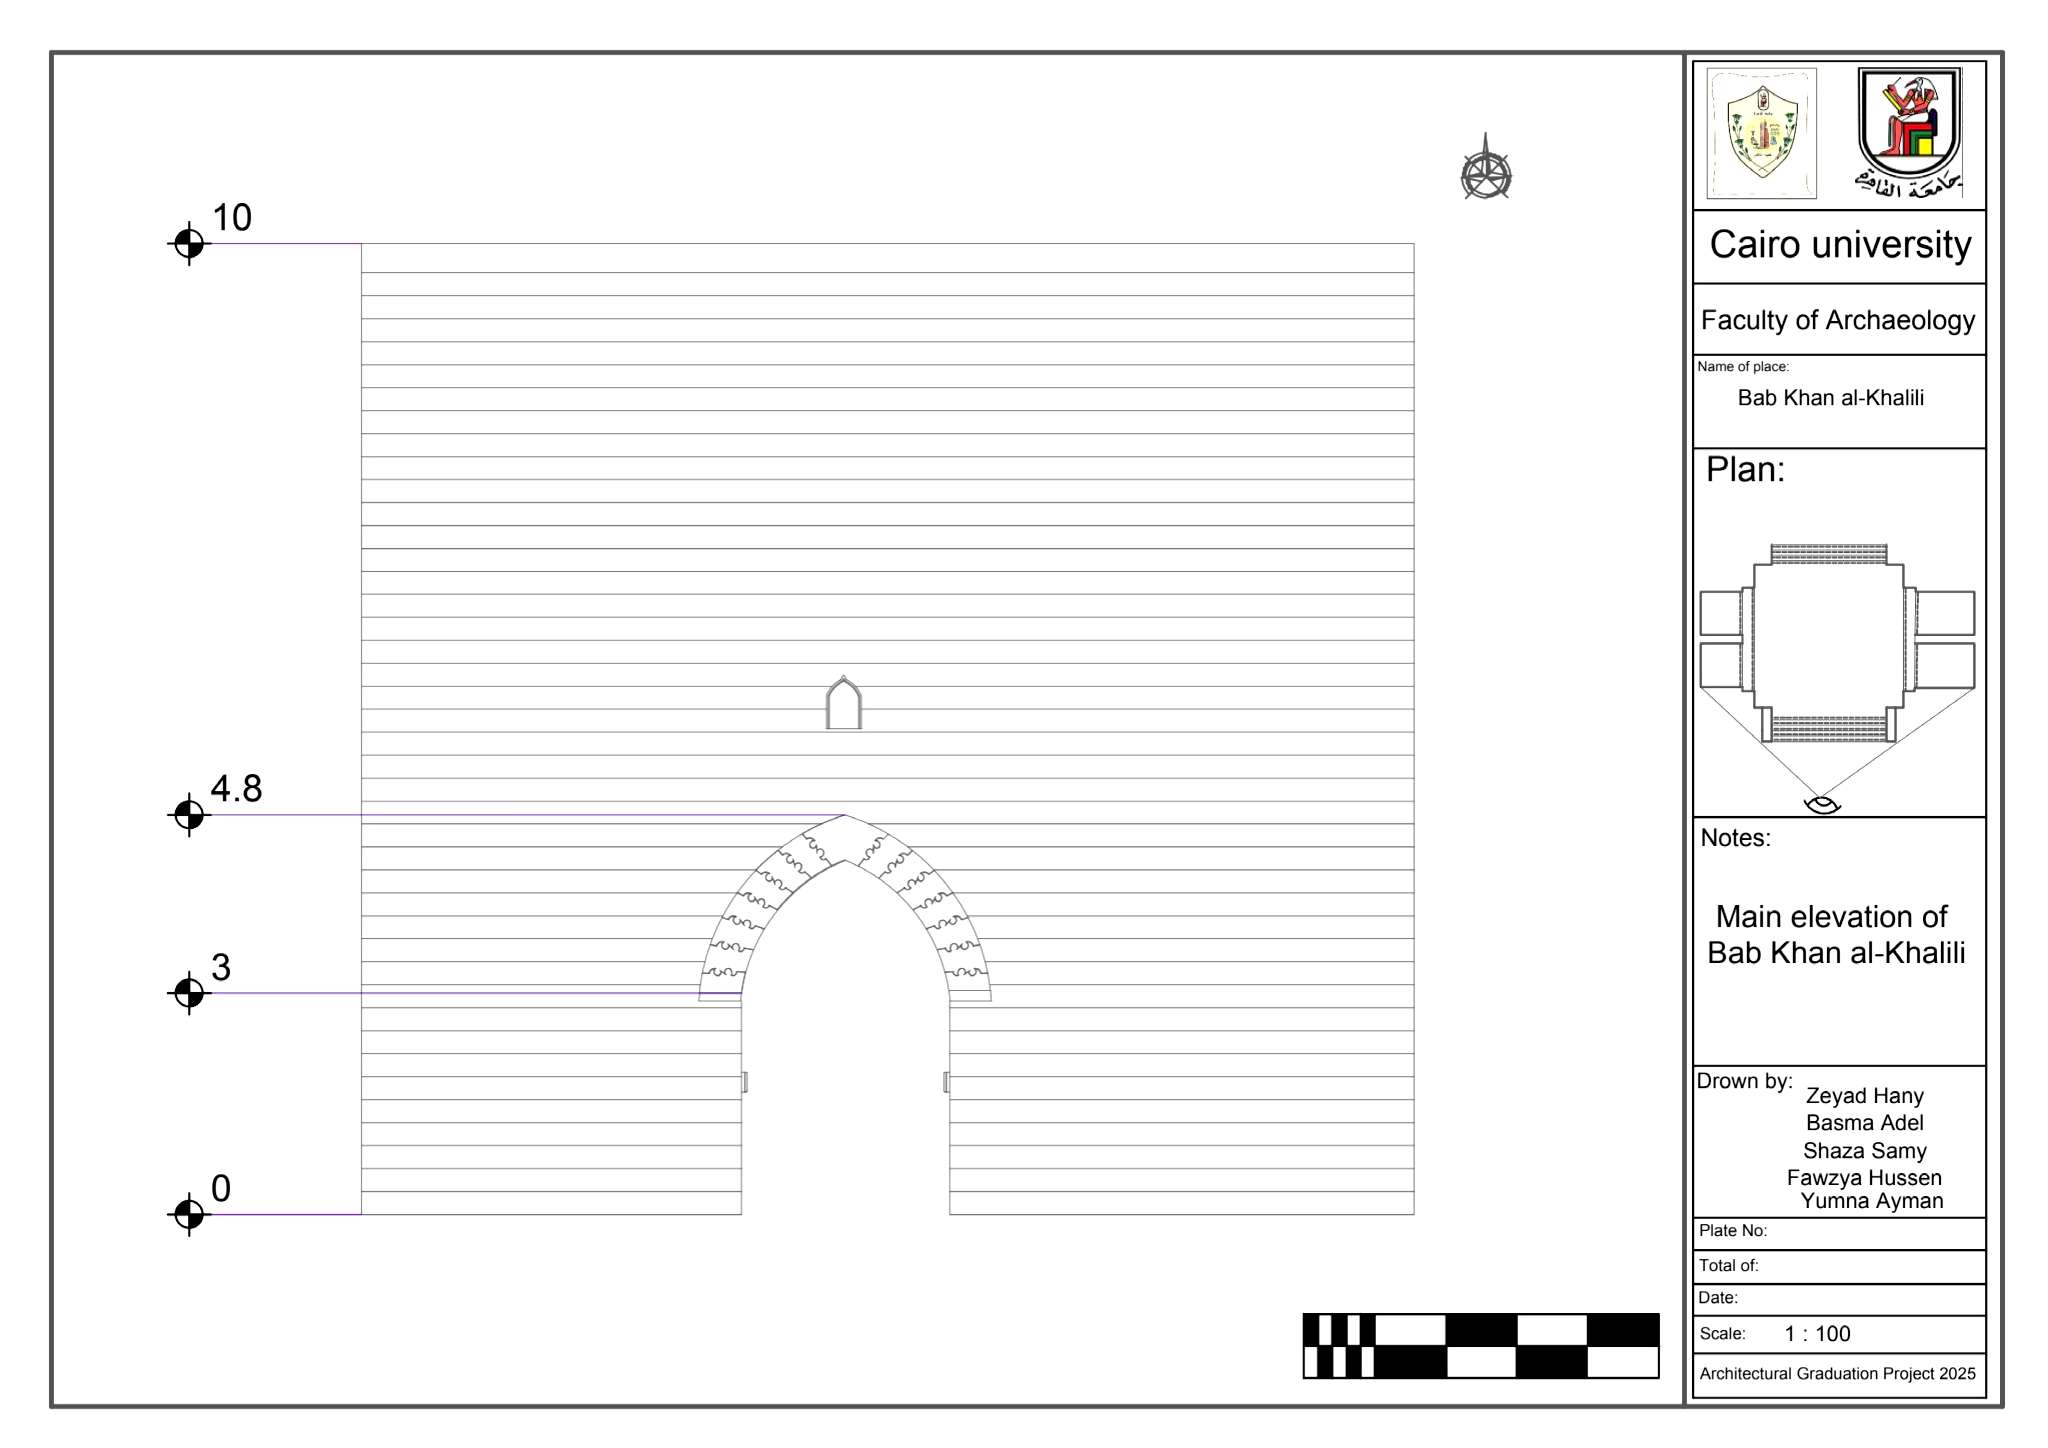 10
4.8
3
0
جامعة القاهرة
Cairo university
Faculty of Archaeology
Name of place:
Bab Khan al-Khalili
Plan:
Notes:
Main elevation of
Bab Khan al-Khalili
Drown by:
Zeyad Hany
Basma Adel
Shaza Samy
Fawzya Hussen
Yumna Ayman
Plate No:
Total of:
Date:
Scale: 1 : 100
Architectural Graduation Project 2025